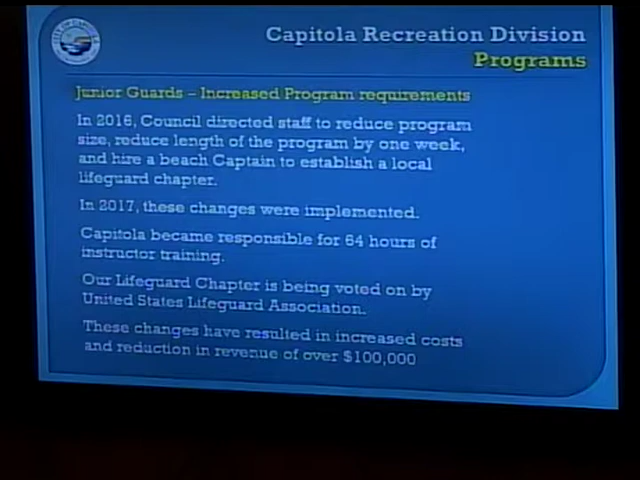 Capitola Recreation Division
Programs
Junior Guards – Increased Program requirements
In 2016, Council directed staff to reduce program
size, reduce length of the program by one week,
and hire a beach Captain to establish a local
lifeguard chapter.
In 2017, these changes were implemented.
Capitola became responsible for 64 hours of
instructor training.
Our Lifeguard Chapter is being voted on by
United States Lifeguard Association.
These changes have resulted in increased costs
and reduction in revenue of over $100,000